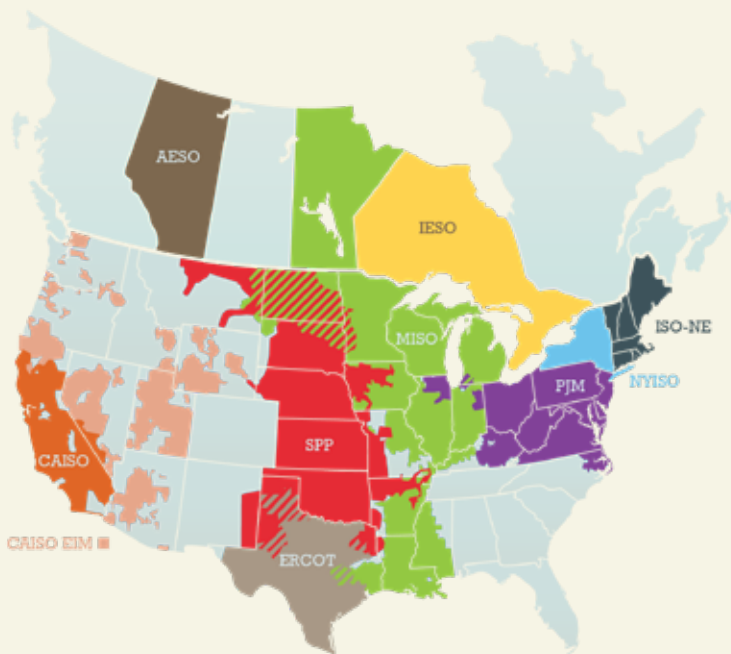 AESO
IESO
MISO
ISO-NE
PJM
NYISO
SPP
CAISO
CAISO EIM
ERCOT